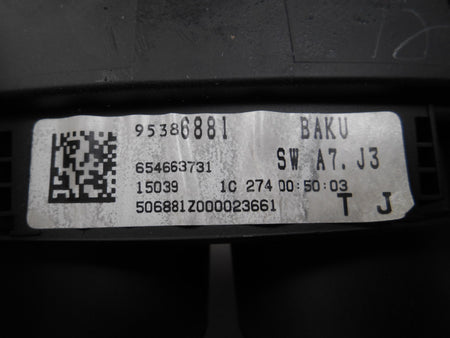 95386881 BAKU
654663731 SW A7.J3
15039 1C 274 00:50:03
506881Z000023661 T J